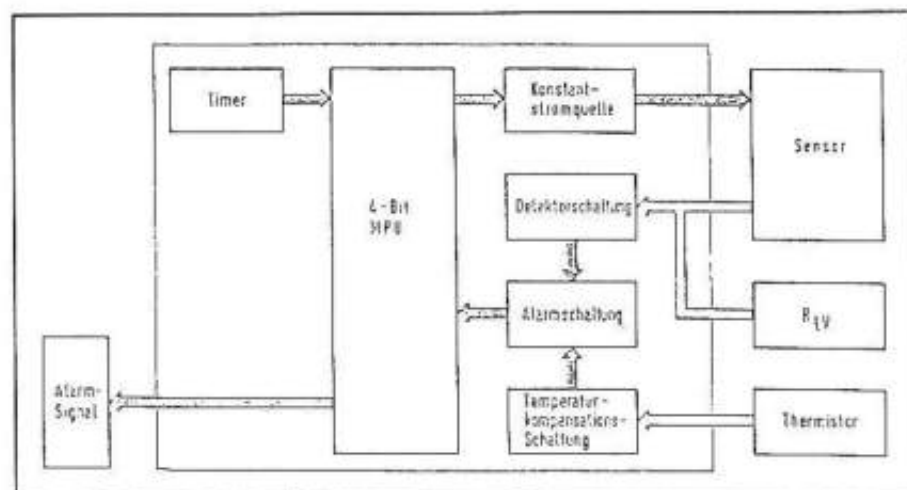 Timer
4-Bit
MPU
Konstant-
stromquelle
Sensor
Detektorschaltung
Alarmschaltung
Temperatur-
kompensations-
Schaltung
Thermistor
Alarm-
Signal